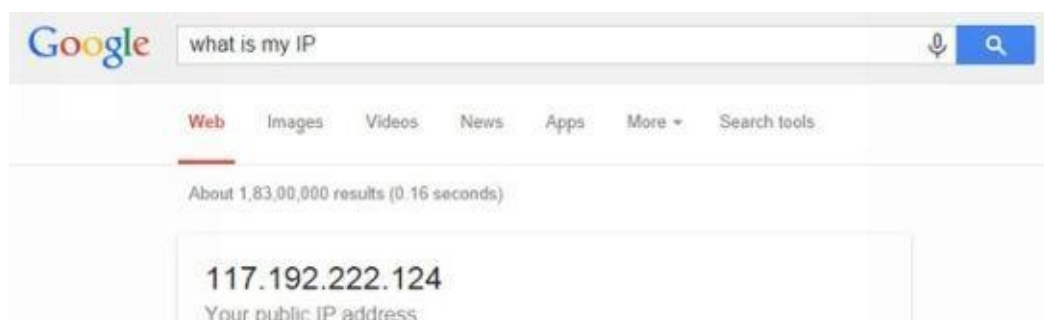 Google what is my IP
Web Images Videos News Apps More Search tools
About 1,83,00,000 results (0.16 seconds)
117.192.222.124
Your public IP address